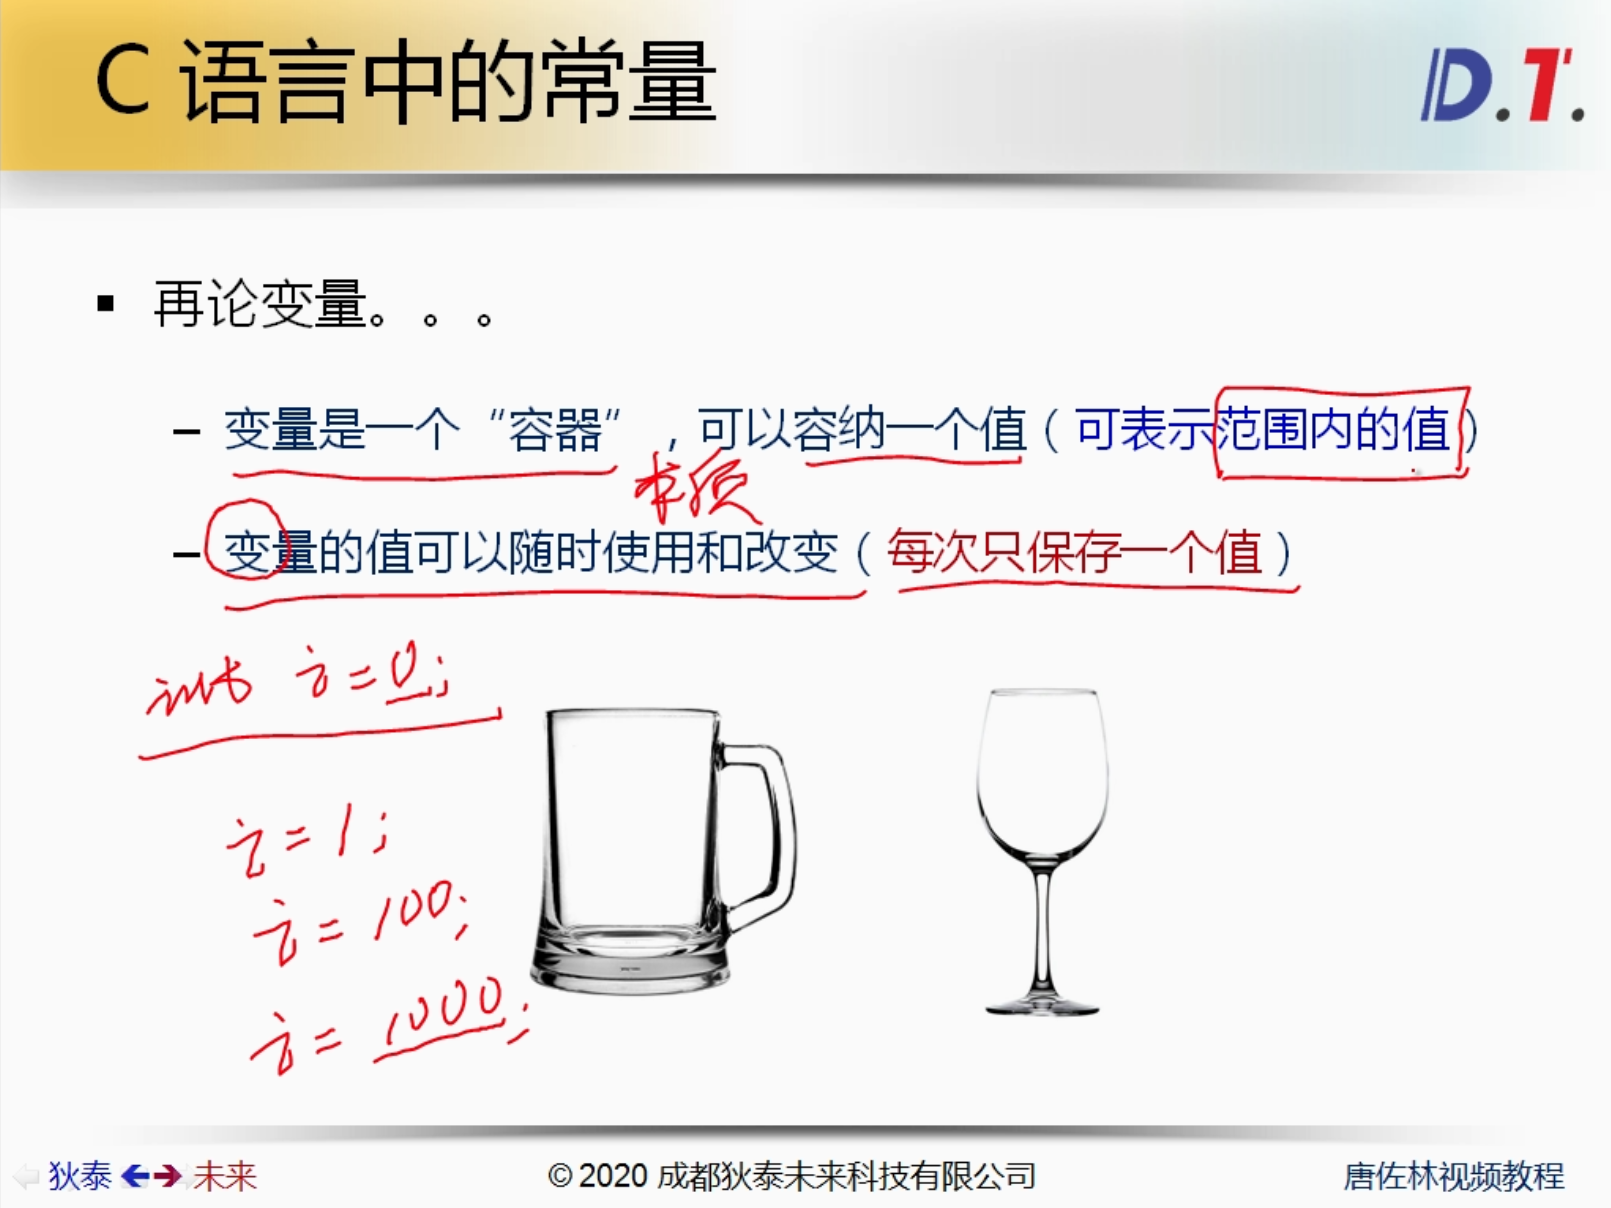 C 语言中的常量
D.T.
▪ 再论变量。。。
– 变量是一个“容器”，可以容纳一个值（可表示范围内的值）
本质
– 变量的值可以随时使用和改变（每次只保存一个值）
int i=0;
i=1;
i=100;
i=1000;
狄泰 未来
© 2020 成都狄泰未来科技有限公司
唐佐林视频教程